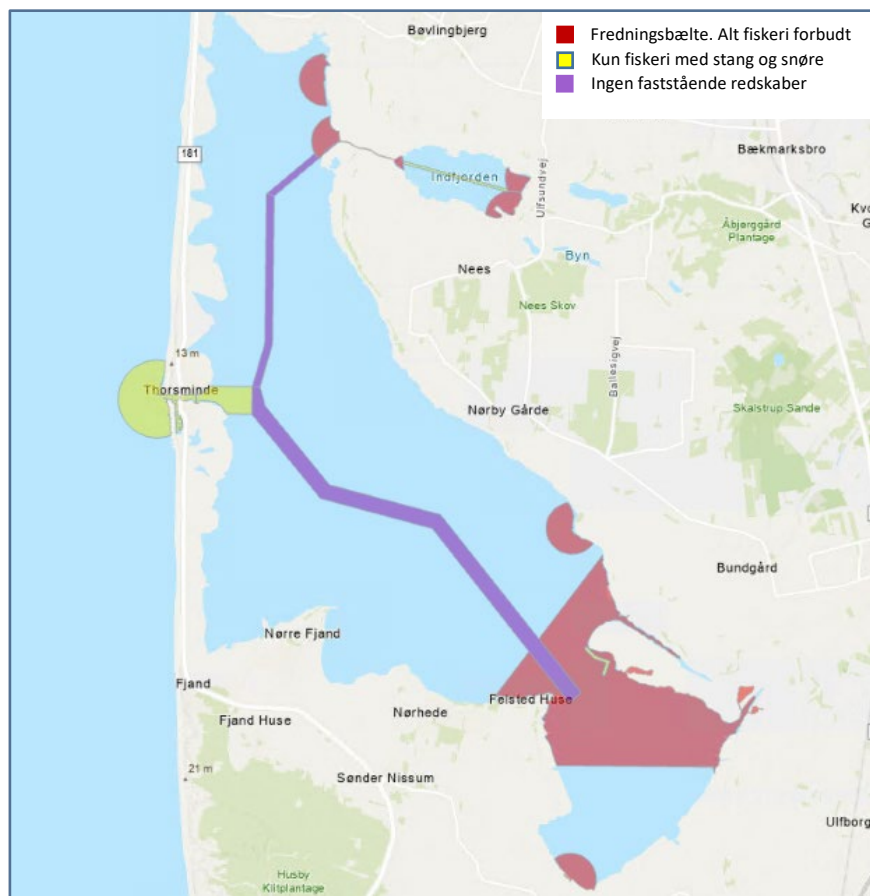 Fredningsbælte. Alt fiskeri forbudt
Kun fiskeri med stang og snøre
Ingen faststående redskaber
Bøvlingbjerg
181
Bækmarksbro
Indfjorden
Ulfsundvej
Åbjerggård
Plantage
Byn
Nees
Nees Skov
13 m
Thorsminde
Ballesigvej
Nørby Gårde
Skalstrup Sande
Bundgård
Nørre Fjand
Fjand
Felsted Huse
Nørhede
Fjand Huse
21 m
Sønder Nissum
Ulfborg
Husby
Klitplantage